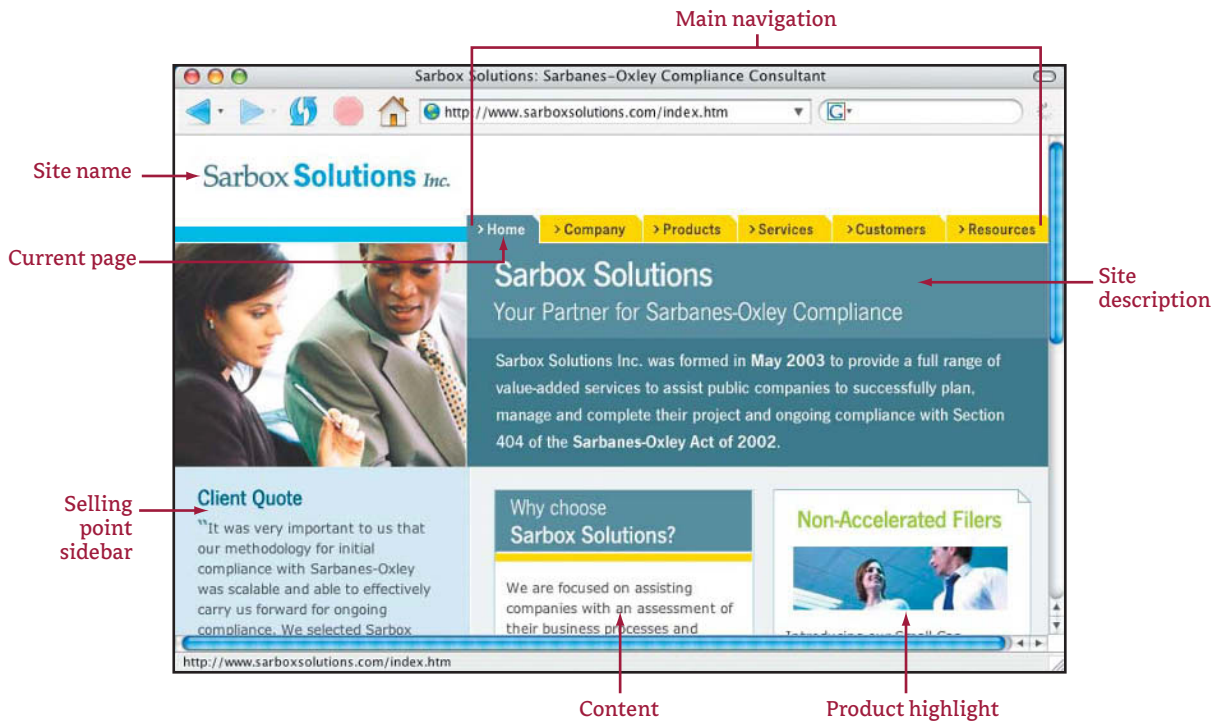 Main navigation
Sarbox Solutions: Sarbanes-Oxley Compliance Consultant
http://www.sarboxsolutions.com/index.htm
G
Site name
Sarbox Solutions Inc.
> Home
> Company
> Products
> Services
> Customers
> Resources
Current page
Sarbox Solutions
Your Partner for Sarbanes-Oxley Compliance
Site
description
Sarbox Solutions Inc. was formed in May 2003 to provide a full range of
value-added services to assist public companies to successfully plan,
manage and complete their project and ongoing compliance with Section
404 of the Sarbanes-Oxley Act of 2002.
Selling
point
sidebar
Client Quote
"It was very important to us that
our methodology for initial
compliance with Sarbanes-Oxley
was scalable and able to effectively
carry us forward for ongoing
compliance. We selected Sarbox
Why choose
Sarbox Solutions?
We are focused on assisting
companies with an assessment of
their business processes and
Non-Accelerated Filers
Introducing our Small Cap
http://www.sarboxsolutions.com/index.htm
Content
Product highlight